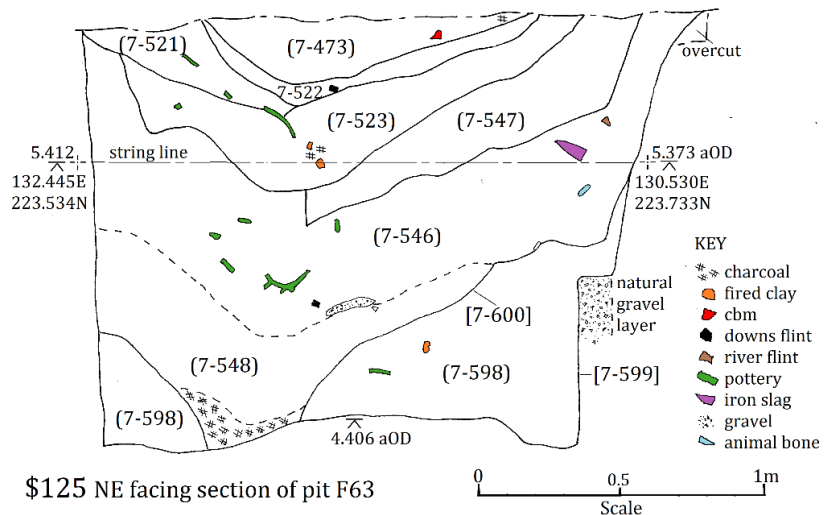 (7-521)
(7-473)
overcut
7-522
(7-523)
(7-547)
5.412
string line
5.373 aOD
132.445E
223.534N
130.530E
223.733N
(7-546)
KEY
charcoal
fired clay
cbm
downs flint
river flint
pottery
iron slag
gravel
animal bone
natural
gravel
layer
[7-600]
(7-548)
(7-598)
[7-599]
(7-598)
4.406 aOD
$125 NE facing section of pit F63
0
0.5
1m
Scale